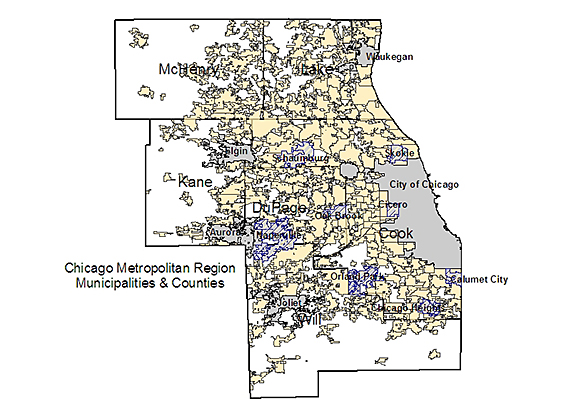 Waukegan
McHenry
Lake
Elgin
Schaumburg
Skokie
Kane
City of Chicago
DuPage
Cicero
Oak Brook
Aurora
Naperville
Cook
Chicago Metropolitan Region
Municipalities & Counties
Orland Park
Calumet City
Joliet
Chicago Heights
Will